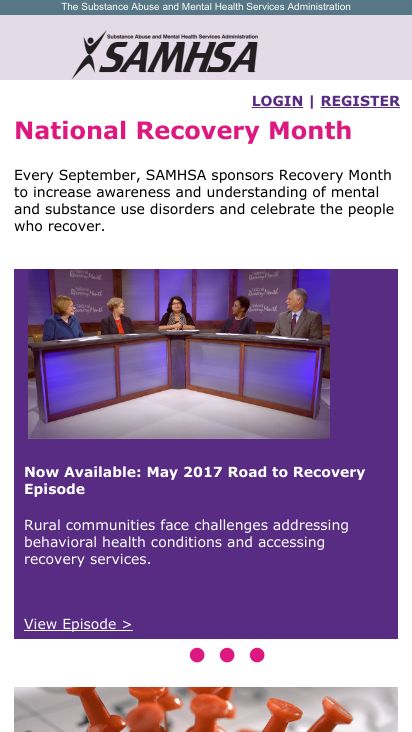 The Substance Abuse and Mental Health Services Administration
Substance Abuse and Mental Health Services Administration
SAMHSA
LOGIN | REGISTER
National Recovery Month
Every September, SAMHSA sponsors Recovery Month
to increase awareness and understanding of mental
and substance use disorders and celebrate the people
who recover.
Recovery Month
National
Recovery Month
Now Available: May 2017 Road to Recovery
Episode
Rural communities face challenges addressing
behavioral health conditions and accessing
recovery services.
View Episode >